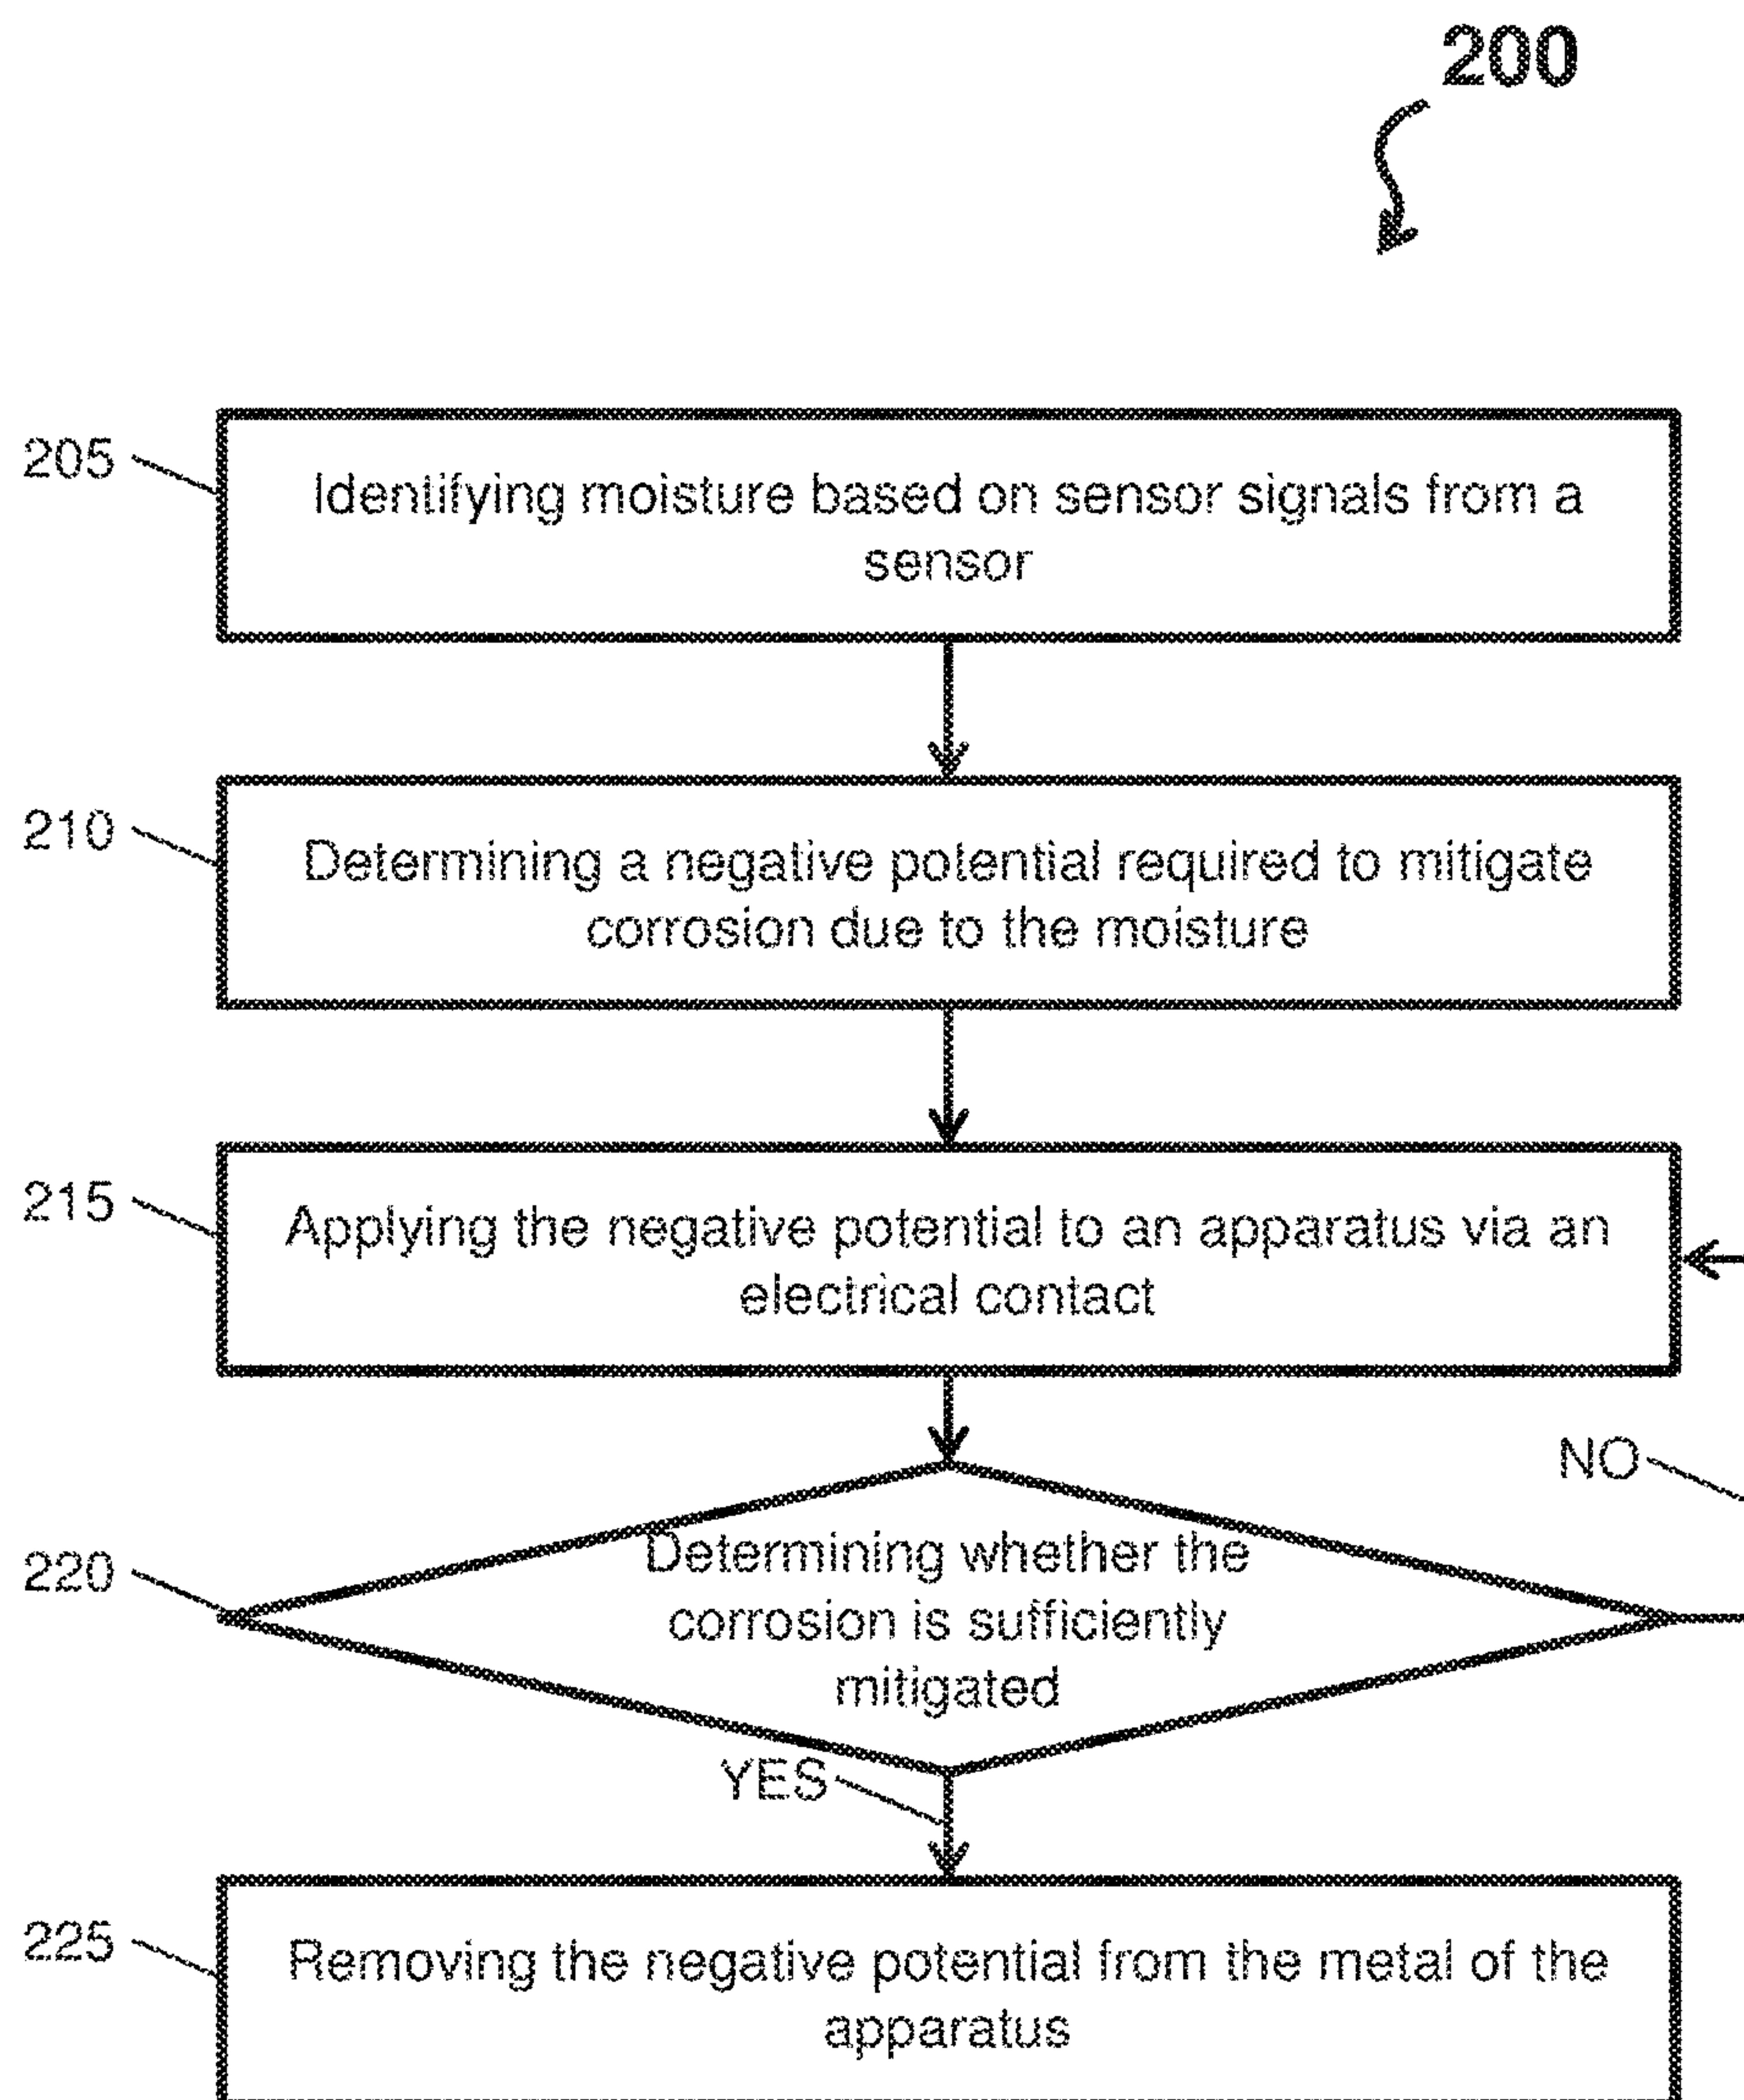 200
205
Identifying moisture based on sensor signals from a
sensor
210
Determining a negative potential required to mitigate
corrosion due to the moisture
215
Applying the negative potential to an apparatus via an
electrical contact
NO
220
Determining whether the
corrosion is sufficiently
mitigated
YES
225
Removing the negative potential from the metal of the
apparatus